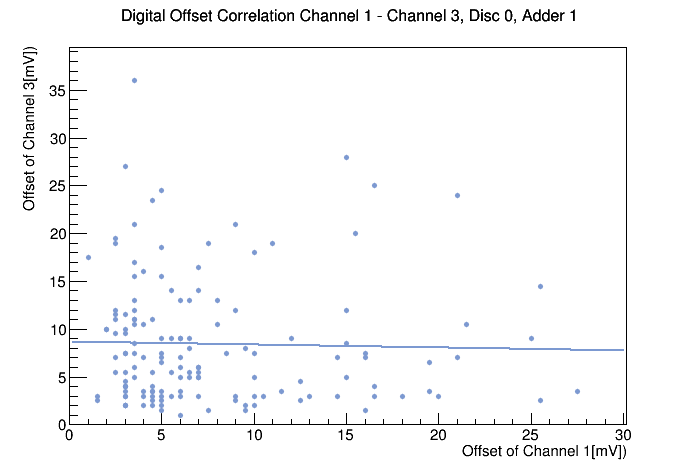 Digital Offset Correlation Channel 1 - Channel 3, Disc 0, Adder 1
Offset of Channel 3[mV])
35
30
25
20
15
10
5
0
0 5 10 15 20 25 30
Offset of Channel 1[mV])